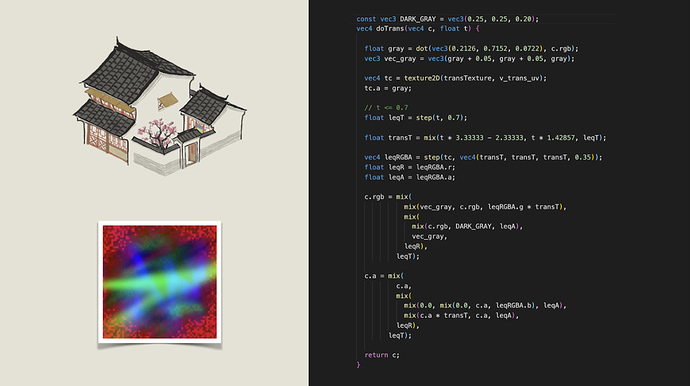 const vec3 DARK_GRAY = vec3(0.25, 0.25, 0.20);
vec4 doTrans(vec4 c, float t) {
float gray = dot(vec3(0.2126, 0.7152, 0.0722), c.rgb);
vec3 vec_gray = vec3(gray + 0.05, gray + 0.05, gray);
vec4 tc = texture2D(transTexture, v_trans_uv);
tc.a = gray;
// t <= 0.7
float leqT = step(t, 0.7);
float transT = mix(t * 3.33333 - 2.33333, t * 1.42857, leqT);
vec4 leqRGBA = step(tc, vec4(transT, transT, transT, 0.35));
float leqR = leqRGBA.r;
float leqA = leqRGBA.a;
c.rgb = mix(
mix(vec_gray, c.rgb, leqRGBA.g * transT),
mix(
mix(c.rgb, DARK_GRAY, leqA),
vec_gray,
leqR),
leqT);
c.a = mix(
c.a,
mix(
mix(0.0, mix(0.0, c.a, leqRGBA.b), leqA),
mix(c.a * transT, c.a, leqA),
leqR),
leqT);
return c;
}